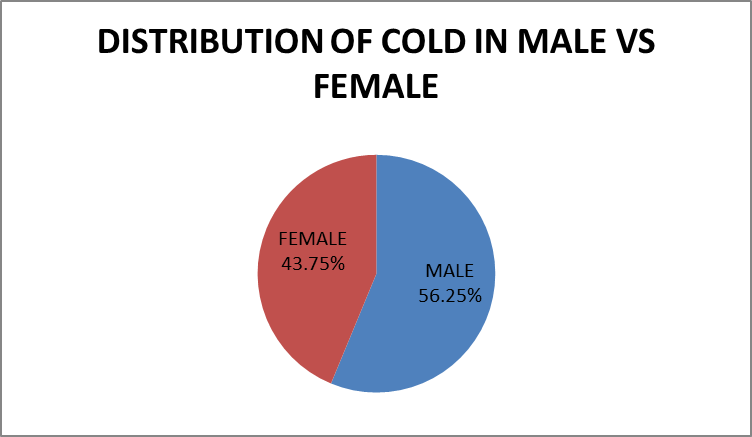 DISTRIBUTION OF COLD IN MALE VS
FEMALE
FEMALE
43.75%
MALE
56.25%